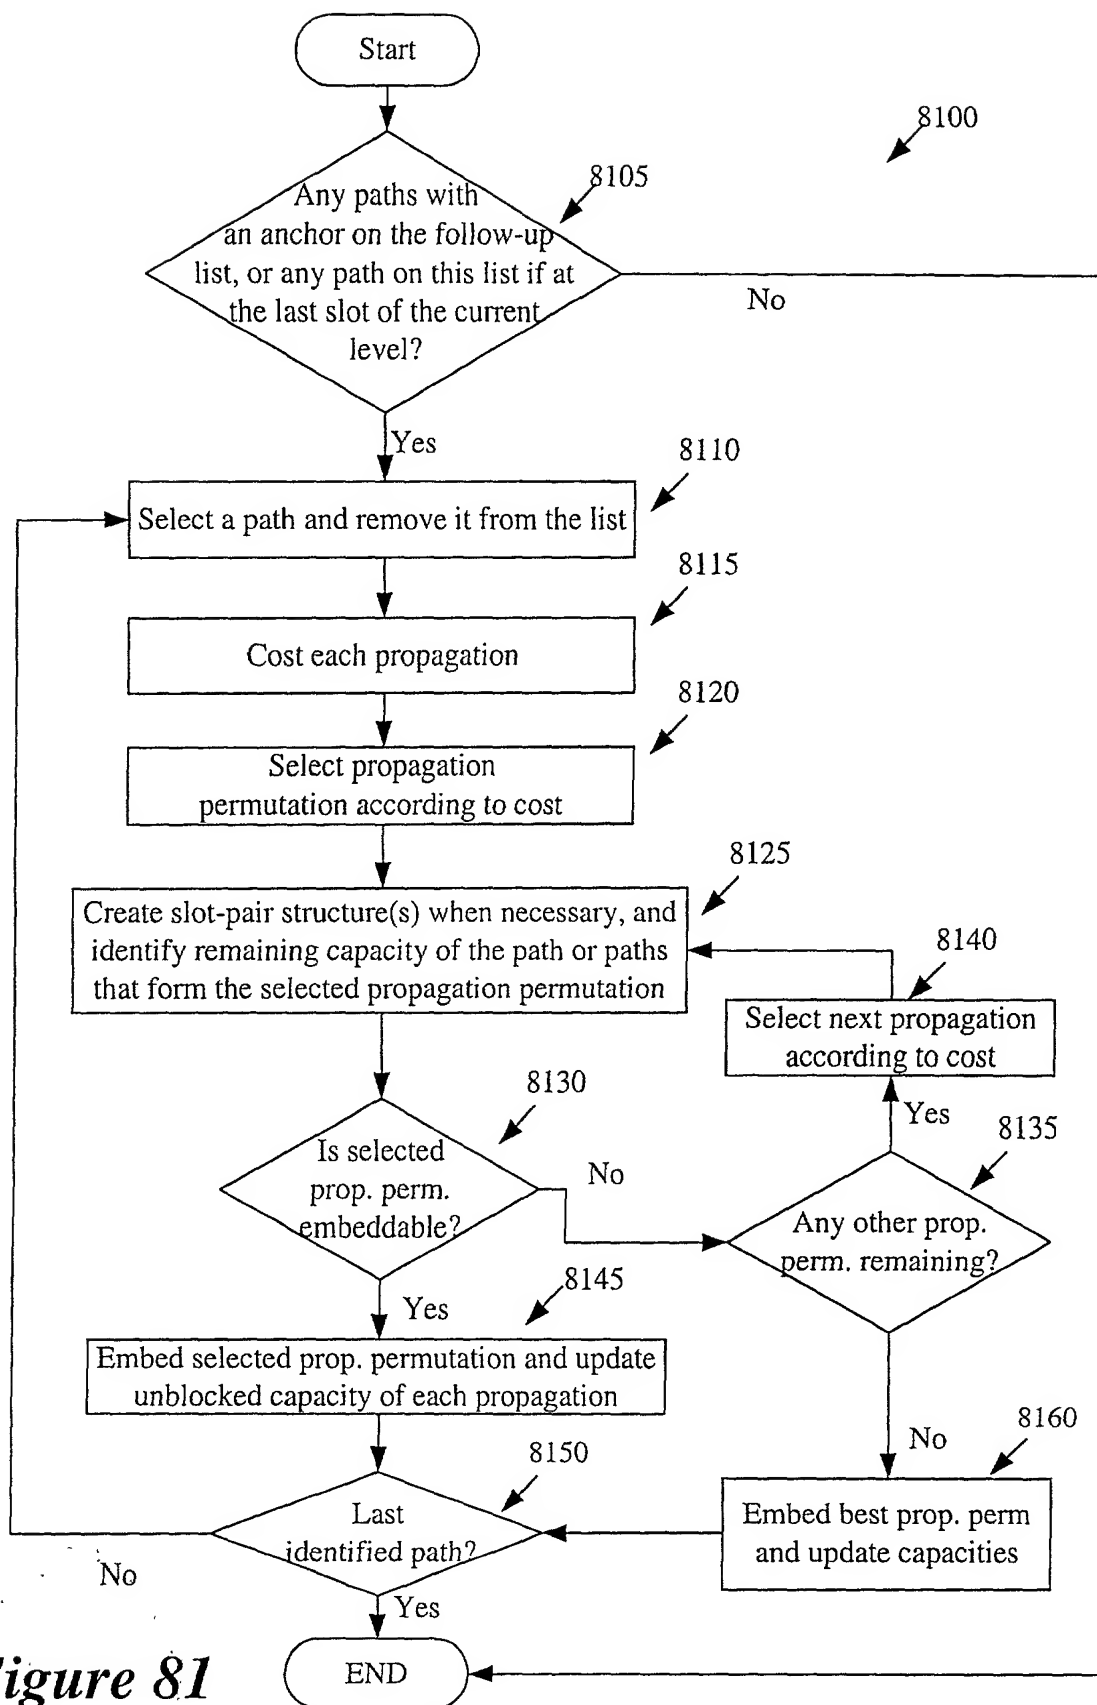 Start
8100
8105
Any paths with
an anchor on the follow-up
list, or any path on this list if at
the last slot of the current
level?
No
Yes
8110
Select a path and remove it from the list
8115
Cost each propagation
8120
Select propagation
permutation according to cost
8125
Create slot-pair structure(s) when necessary, and
identify remaining capacity of the path or paths
that form the selected propagation permutation
8140
Select next propagation
according to cost
8130
Is selected
prop. perm.
embeddable?
No
Yes
8135
Any other prop.
perm. remaining?
8145
Yes
Embed selected prop. permutation and update
unblocked capacity of each propagation
No
8160
Embed best prop. perm
and update capacities
8150
Last
identified path?
No
Yes
END
igure 81